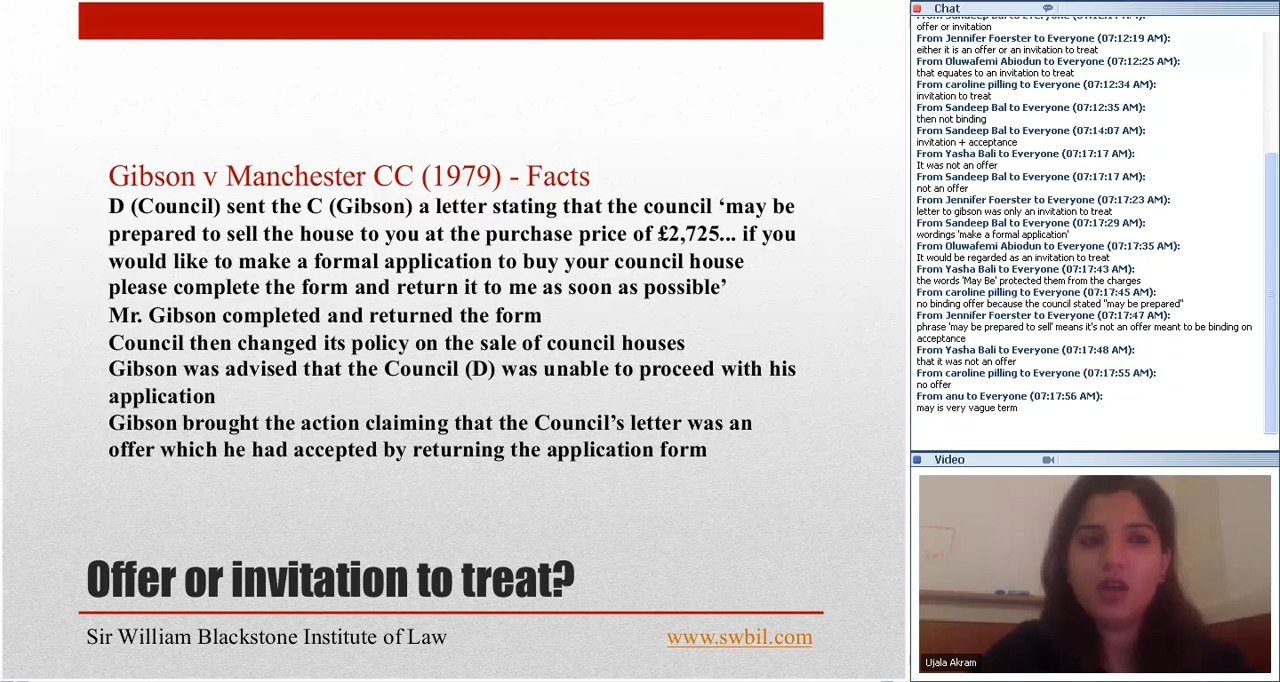 Gibson v Manchester CC (1979) - Facts
D (Council) sent the C (Gibson) a letter stating that the council ‘may be
prepared to sell the house to you at the purchase price of £2,725... if you
would like to make a formal application to buy your council house
please complete the form and return it to me as soon as possible’
Mr. Gibson completed and returned the form
Council then changed its policy on the sale of council houses
Gibson was advised that the Council (D) was unable to proceed with his
application
Gibson brought the action claiming that the Council’s letter was an
offer which he had accepted by returning the application form
Offer or invitation to treat?
Sir William Blackstone Institute of Law
www.swbil.com
Chat
offer or invitation
From Jennifer Foerster to Everyone (07:12:19 AM):
either it is an offer or an invitation to treat
From Oluwafemi Abiodun to Everyone (07:12:25 AM):
that equates to an invitation to treat
From caroline pilling to Everyone (07:12:34 AM):
invitation to treat
From Sandeep Bal to Everyone (07:12:35 AM):
then not binding
From Sandeep Bal to Everyone (07:14:07 AM):
invitation + acceptance
From Yasha Bali to Everyone (07:17:17 AM):
It was not an offer
From Sandeep Bal to Everyone (07:17:17 AM):
not an offer
From Jennifer Foerster to Everyone (07:17:23 AM):
letter to gibson was only an invitation to treat
From Sandeep Bal to Everyone (07:17:29 AM):
wordings 'make a formal application'
From Oluwafemi Abiodun to Everyone (07:17:35 AM):
It would be regarded as an invitation to treat
From Yasha Bali to Everyone (07:17:43 AM):
the words 'May Be' protected them from the charges
From caroline pilling to Everyone (07:17:45 AM):
no binding offer because the council stated "may be prepared"
From Jennifer Foerster to Everyone (07:17:47 AM):
phrase 'may be prepared to sell' means it's not an offer meant to be binding on
acceptance
From Yasha Bali to Everyone (07:17:48 AM):
that it was not an offer
From caroline pilling to Everyone (07:17:55 AM):
no offer
From anu to Everyone (07:17:56 AM):
may is very vague term
Video
Ujala Akram